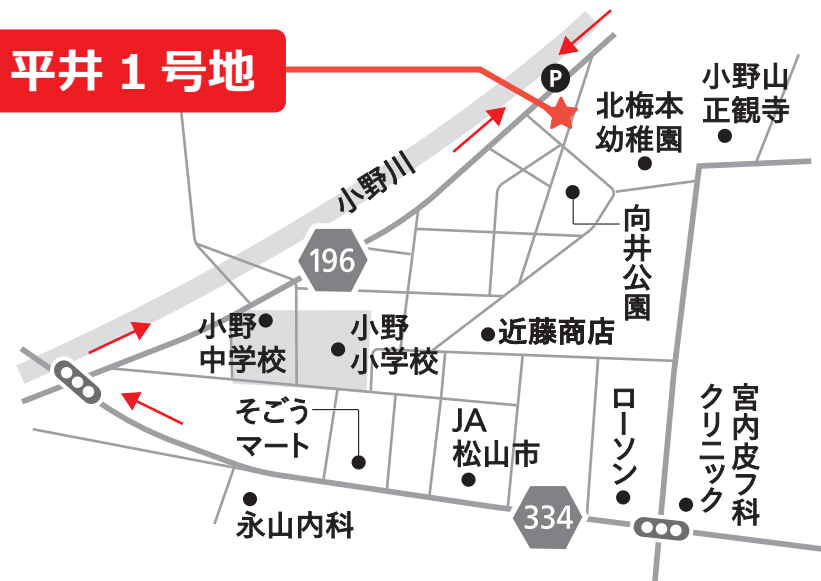 平井 1 号地
P
小野山
正観寺
北梅本
幼稚園
小野川
向井公園
196
小野
中学校
小野
小学校
近藤商店
そごう
マート
JA
松山市
ローソン
宮内皮フ科
クリニック
334
永山内科